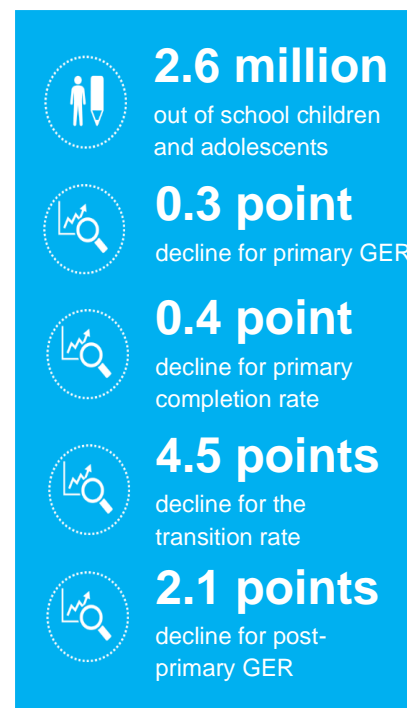 2.6 million
out of school children
and adolescents
0.3 point
decline for primary GER
0.4 point
decline for primary
completion rate
4.5 points
decline for the
transition rate
2.1 points
decline for post-
primary GER